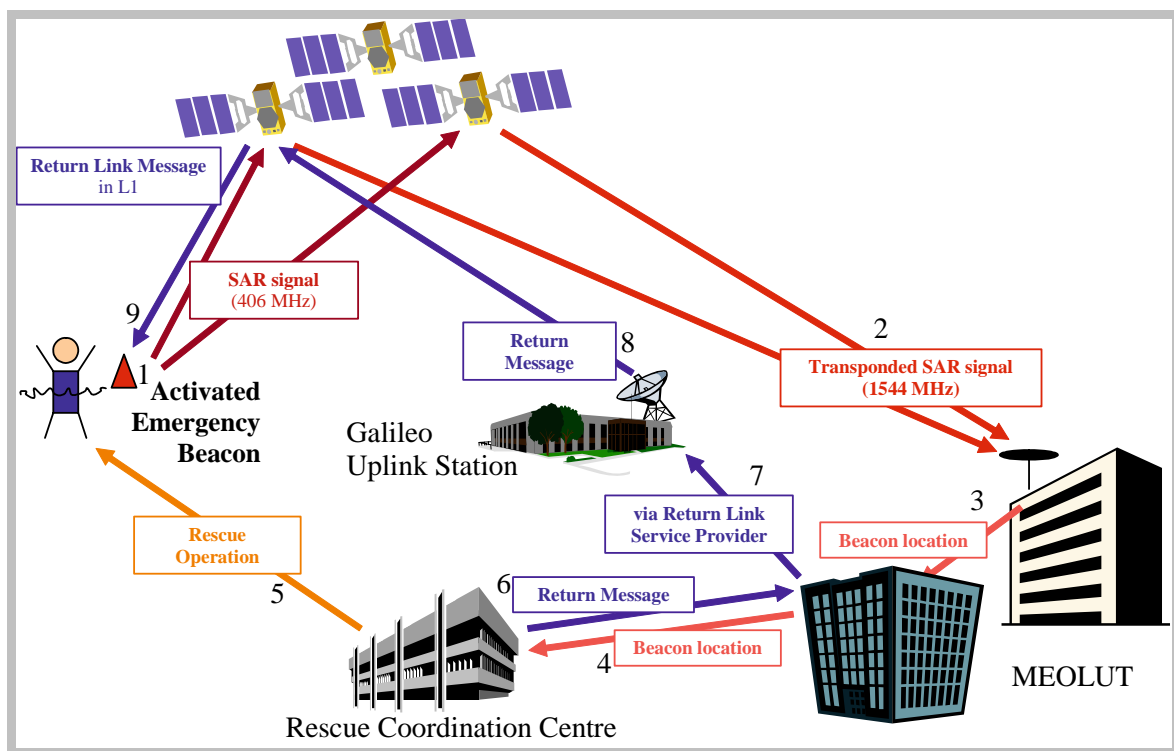 Return Link Message
in L1
SAR signal
(406 MHz)
9
1
Activated
Emergency
Beacon
Return
Message
8
2
Transponded SAR signal
(1544 MHz)
Galileo
Uplink Station
7
via Return Link
Service Provider
3
Beacon location
Rescue
Operation
5
6
Return Message
4
Beacon location
MEOLUT
Rescue Coordination Centre